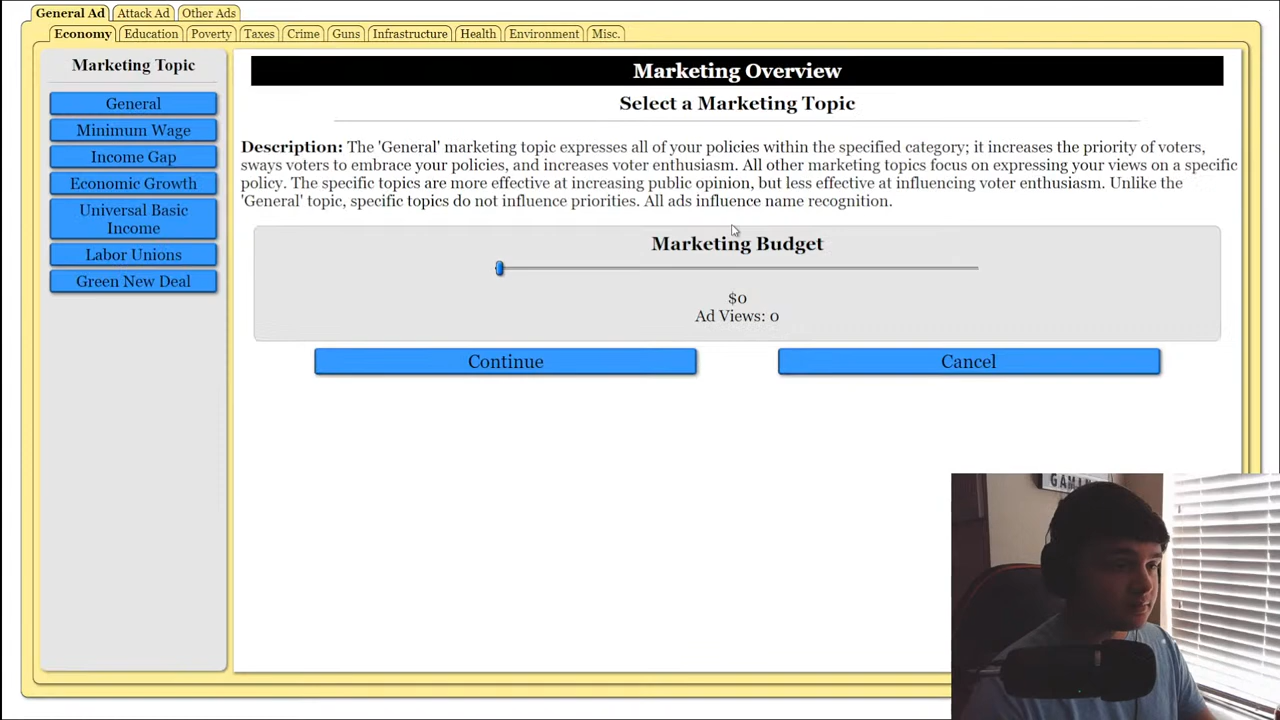 General Ad
Attack Ad
Other Ads
Economy
Education
Poverty
Taxes
Crime
Guns
Infrastructure
Health
Environment
Misc.
Marketing Topic
General
Minimum Wage
Income Gap
Economic Growth
Universal Basic
Income
Labor Unions
Green New Deal
Marketing Overview
Select a Marketing Topic
Description: The 'General' marketing topic expresses all of your policies within the specified category; it increases the priority of voters,
sways voters to embrace your policies, and increases voter enthusiasm. All other marketing topics focus on expressing your views on a specific
policy. The specific topics are more effective at increasing public opinion, but less effective at influencing voter enthusiasm. Unlike the
'General' topic, specific topics do not influence priorities. All ads influence name recognition.
Marketing Budget
$0
Ad Views: 0
Continue
Cancel